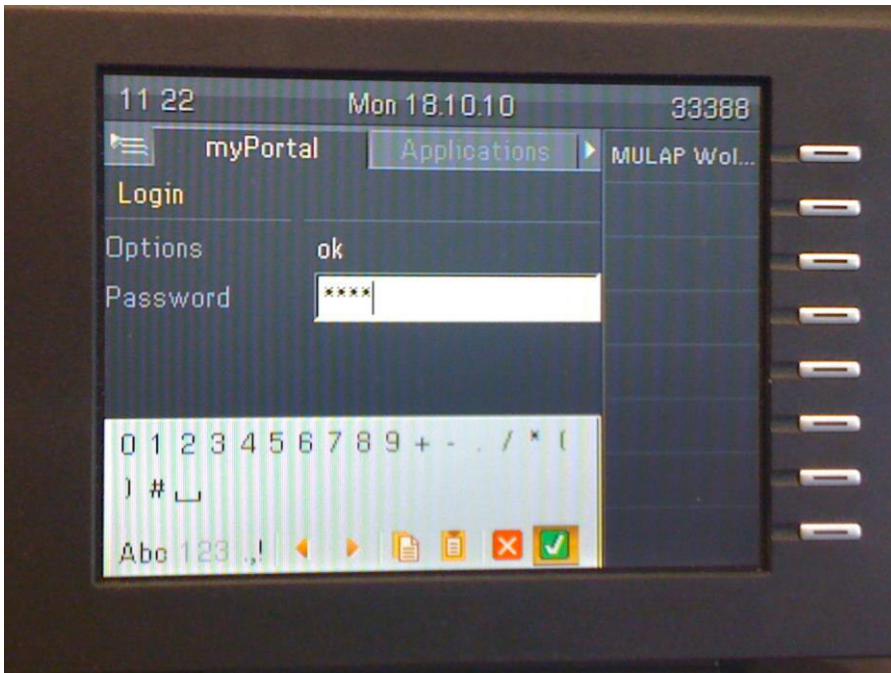 11 22 Mon 18.10.10 33388
myPortal Applications MULAP Wol...
Login
Options ok
Password ****
0 1 2 3 4 5 6 7 8 9 + - . / * (
) # ⎵
Abc 123 .,!